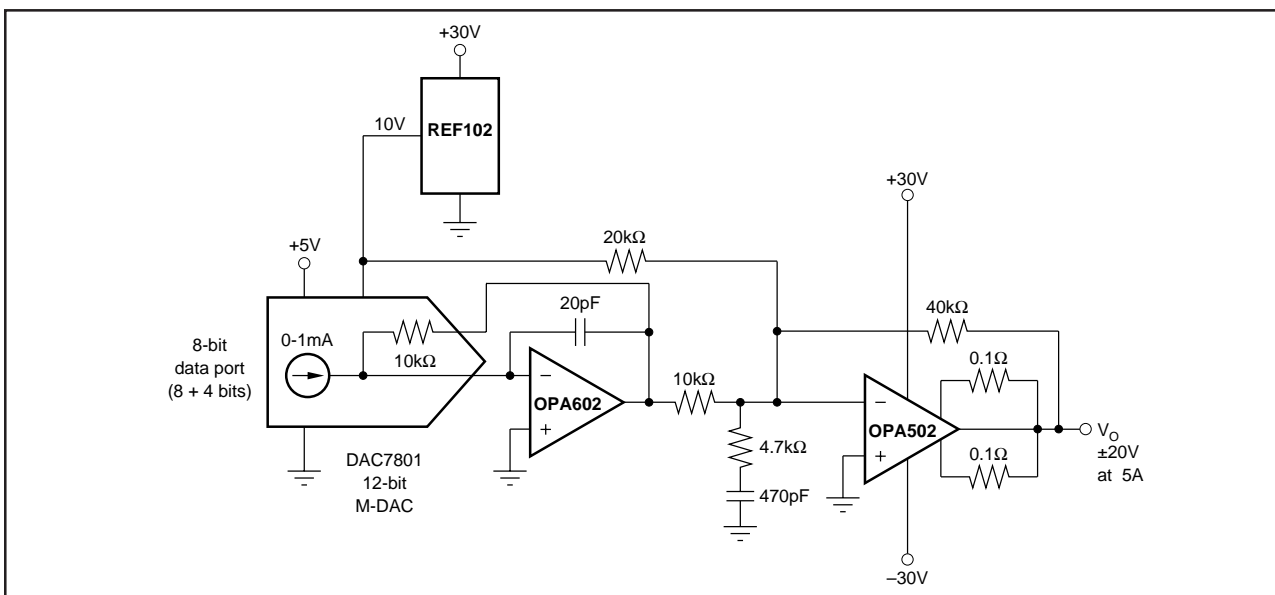 +30V
10V
REF102
+30V
+5V
20kΩ
20pF
40kΩ
8-bit
data port
(8 + 4 bits)
0-1mA
10kΩ
0.1Ω
–
+
OPA602
10kΩ
–
+
OPA502
VO
±20V
at 5A
4.7kΩ
0.1Ω
DAC7801
12-bit
M-DAC
470pF
–30V